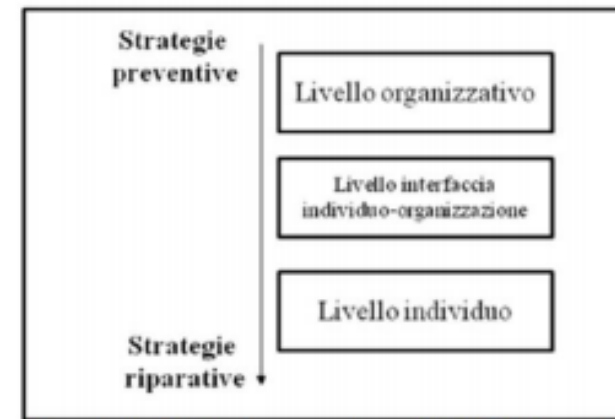 Strategie
preventive
Livello organizzativo
Livello interfaccia
individuo-organizzazione
Livello individuo
Strategie
riparative